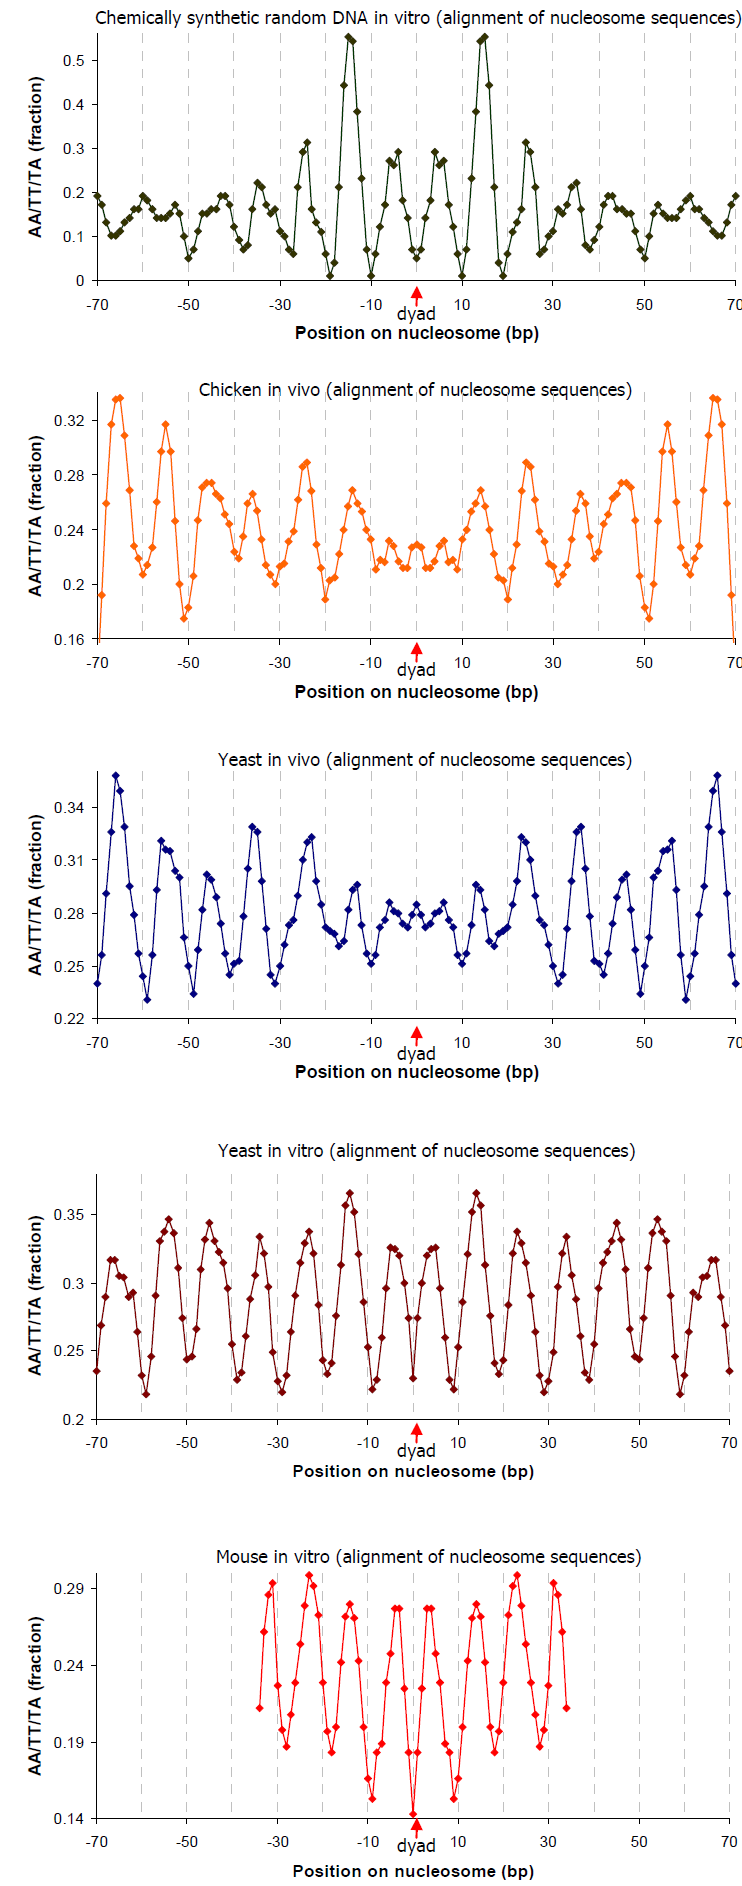 Chemically synthetic random DNA in vitro (alignment of nucleosome sequences)
AA/TT/TA (fraction)
0.5
0.4
0.3
0.2
0.1
0
-70 -50 -30 -10 10 30 50 70
dyad
Position on nucleosome (bp)
Chicken in vivo (alignment of nucleosome sequences)
AA/TT/TA (fraction)
0.32
0.28
0.24
0.2
0.16
-70 -50 -30 -10 10 30 50 70
dyad
Position on nucleosome (bp)
Yeast in vivo (alignment of nucleosome sequences)
AA/TT/TA (fraction)
0.34
0.31
0.28
0.25
0.22
-70 -50 -30 -10 10 30 50 70
dyad
Position on nucleosome (bp)
Yeast in vitro (alignment of nucleosome sequences)
AA/TT/TA (fraction)
0.35
0.3
0.25
0.2
-70 -50 -30 -10 10 30 50 70
dyad
Position on nucleosome (bp)
Mouse in vitro (alignment of nucleosome sequences)
AA/TT/TA (fraction)
0.29
0.24
0.19
0.14
-70 -50 -30 -10 10 30 50 70
dyad
Position on nucleosome (bp)